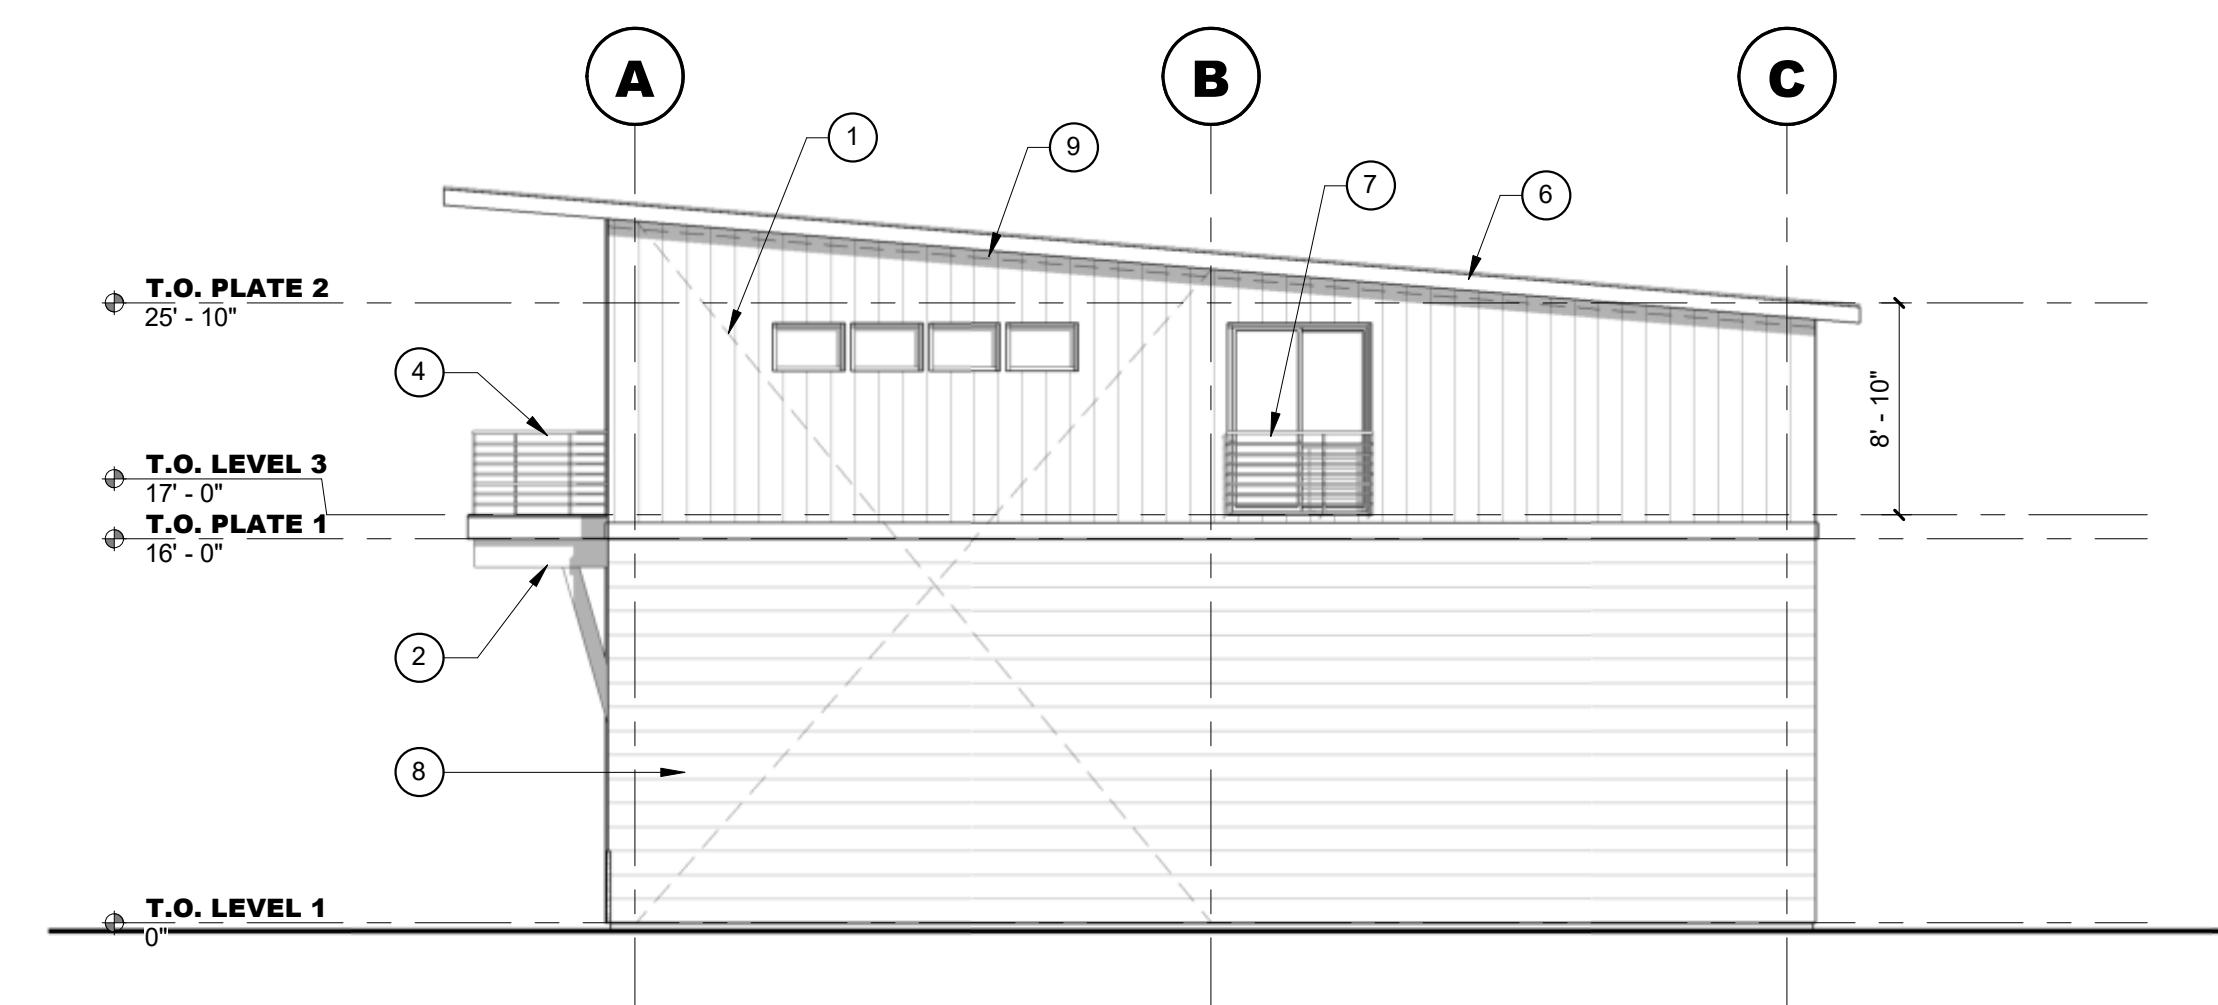 A
B
C
1
9
7
6
T.O. PLATE 2
25' - 10"
4
8' - 10"
T.O. LEVEL 3
17' - 0"
T.O. PLATE 1
16' - 0"
2
8
T.O. LEVEL 1
0"